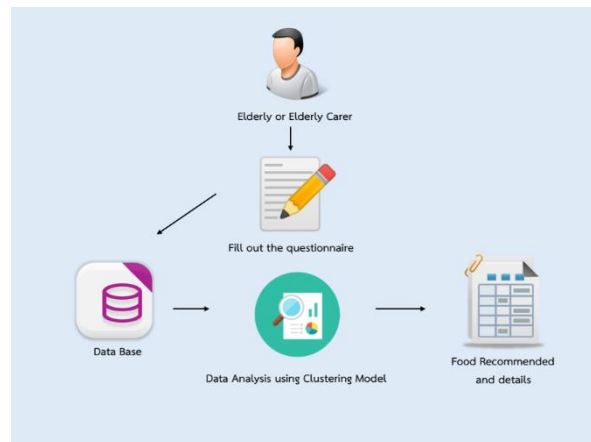 Elderly or Elderly Carer
Fill out the questionnaire
Data Base
Data Analysis using Clustering Model
Food Recommended
and details